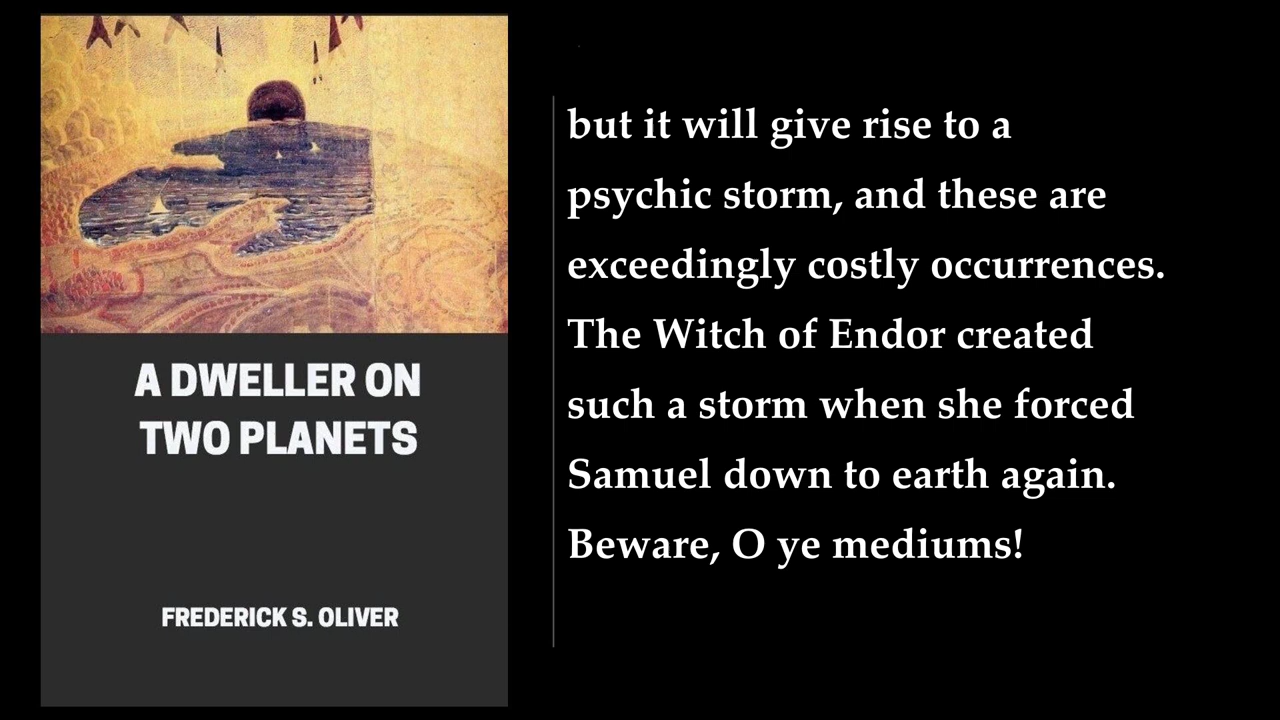 A DWELLER ON
TWO PLANETS
FREDERICK S. OLIVER
but it will give rise to a
psychic storm, and these are
exceedingly costly occurrences.
The Witch of Endor created
such a storm when she forced
Samuel down to earth again.
Beware, O ye mediums!